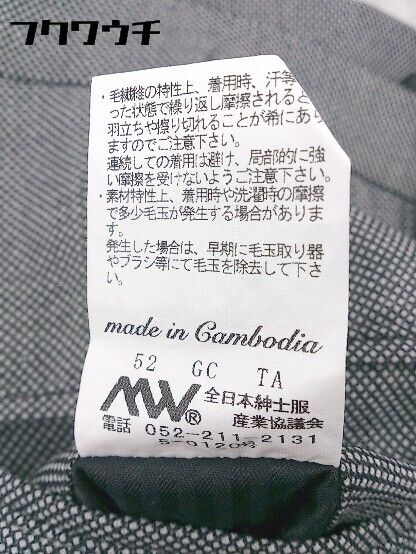 フクワウチ
・毛繊維の特性上、着用時、汗等
った状態で繰り返し摩擦されると
羽立ちや擦り切れることが希にあり
ますのでご注意下さい。
連続しての着用は避け、局部的に強
い摩擦を受けないようご注意下さい。
・素材特性上、着用時や洗濯時の摩擦
で多少毛玉が発生する場合がありま
す。
発生した場合は、早期に毛玉取り器
やブラシ等にて毛玉を除去して下さ
い。
made in Cambodia
52 GC TA
MW® 全日本紳士服
産業協議会
電話 052-211-2131